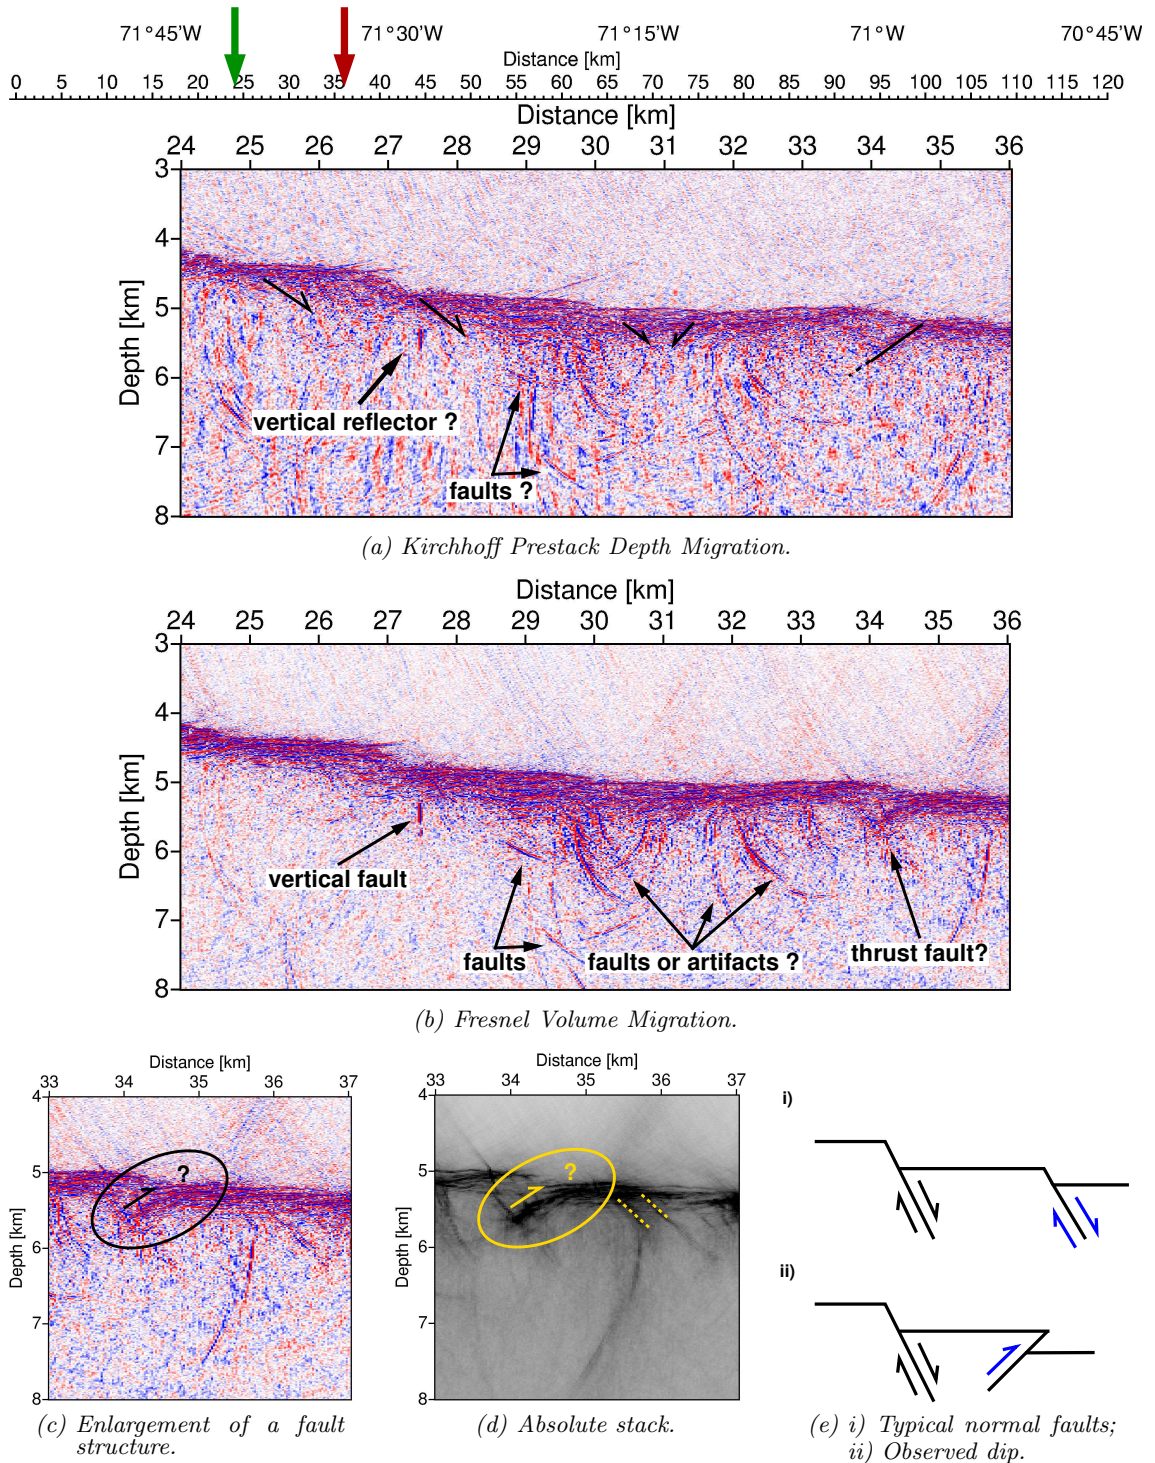 71°45'W 71°30'W 71°15'W 71°W 70°45'W
Distance [km]
0 5 10 15 20 25 30 35 40 45 50 55 60 65 70 75 80 85 90 95 100 105 110 115 120
Distance [km]
24 25 26 27 28 29 30 31 32 33 34 35 36
3
4
5
6
7
8
Depth [km]
vertical reflector ?
faults ?
(a) Kirchhoff Prestack Depth Migration.
Distance [km]
24 25 26 27 28 29 30 31 32 33 34 35 36
3
4
5
6
7
8
Depth [km]
vertical fault
faults
faults or artifacts ?
thrust fault?
(b) Fresnel Volume Migration.
Distance [km]
33 34 35 36 37
4
5
6
7
8
Depth [km]
?
(c) Enlargement of a fault
structure.
Distance [km]
33 34 35 36 37
4
5
6
7
8
Depth [km]
?
(d) Absolute stack.
i)
ii)
(e) i) Typical normal faults;
ii) Observed dip.